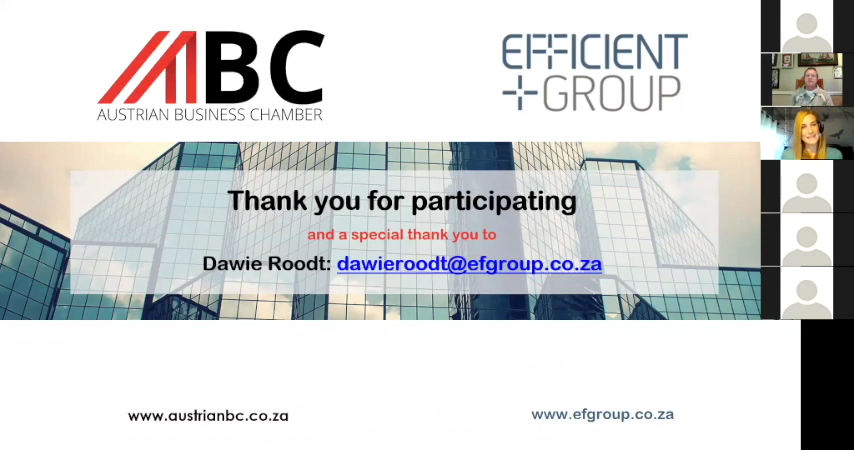 ABC
AUSTRIAN BUSINESS CHAMBER
EFFICIENT
GROUP
Thank you for participating
and a special thank you to
Dawie Roodt: dawieroodt@efgroup.co.za
www.austrianbc.co.za
www.efgroup.co.za